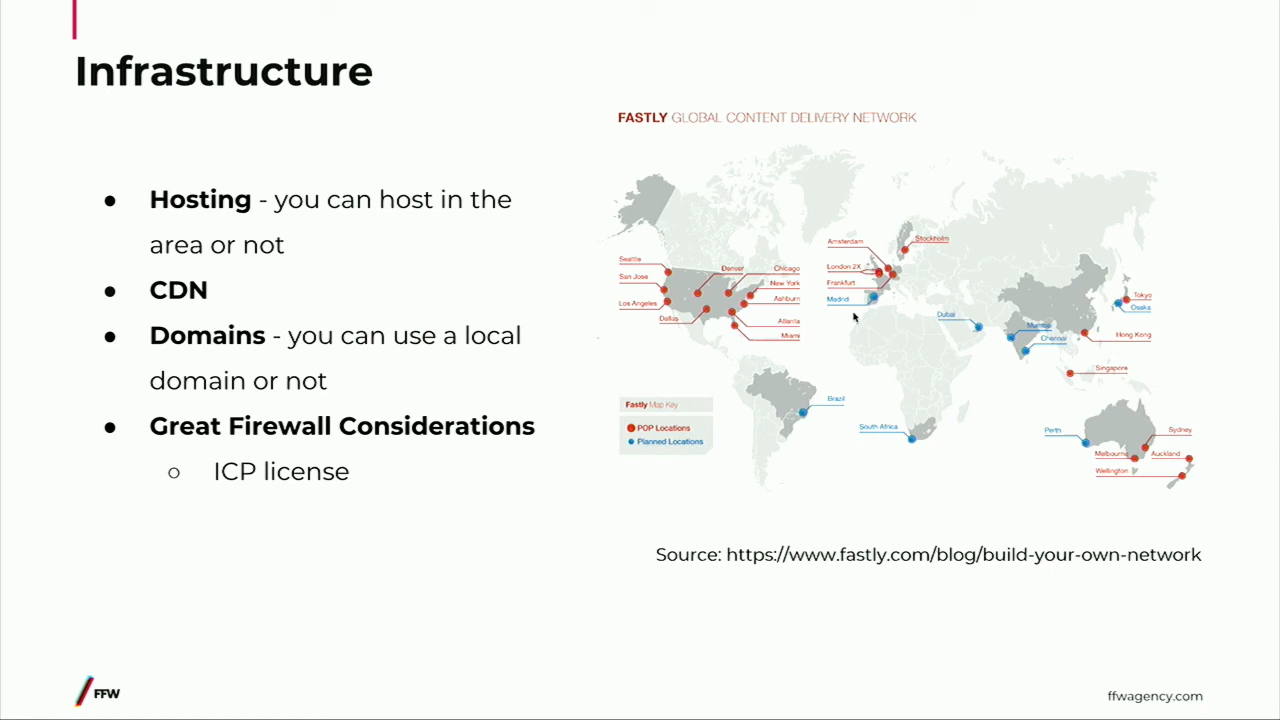 Infrastructure
FASTLY GLOBAL CONTENT DELIVERY NETWORK
● Hosting - you can host in the
area or not
● CDN
● Domains - you can use a local
domain or not
● Great Firewall Considerations
○ ICP license
Seattle
San Jose
Los Angeles
Denver
Dallas
Chicago
New York
Ashburn
Atlanta
Miami
Amsterdam
London 2X
Frankfurt
Madrid
Stockholm
Dubai
Mumbai
Chennai
Tokyo
Osaka
Hong Kong
Singapore
Brazil
South Africa
Perth
Sydney
Melbourne
Auckland
Wellington
Fastly Map Key
POP Locations
Planned Locations
Source: https://www.fastly.com/blog/build-your-own-network
FFW
ffwagency.com